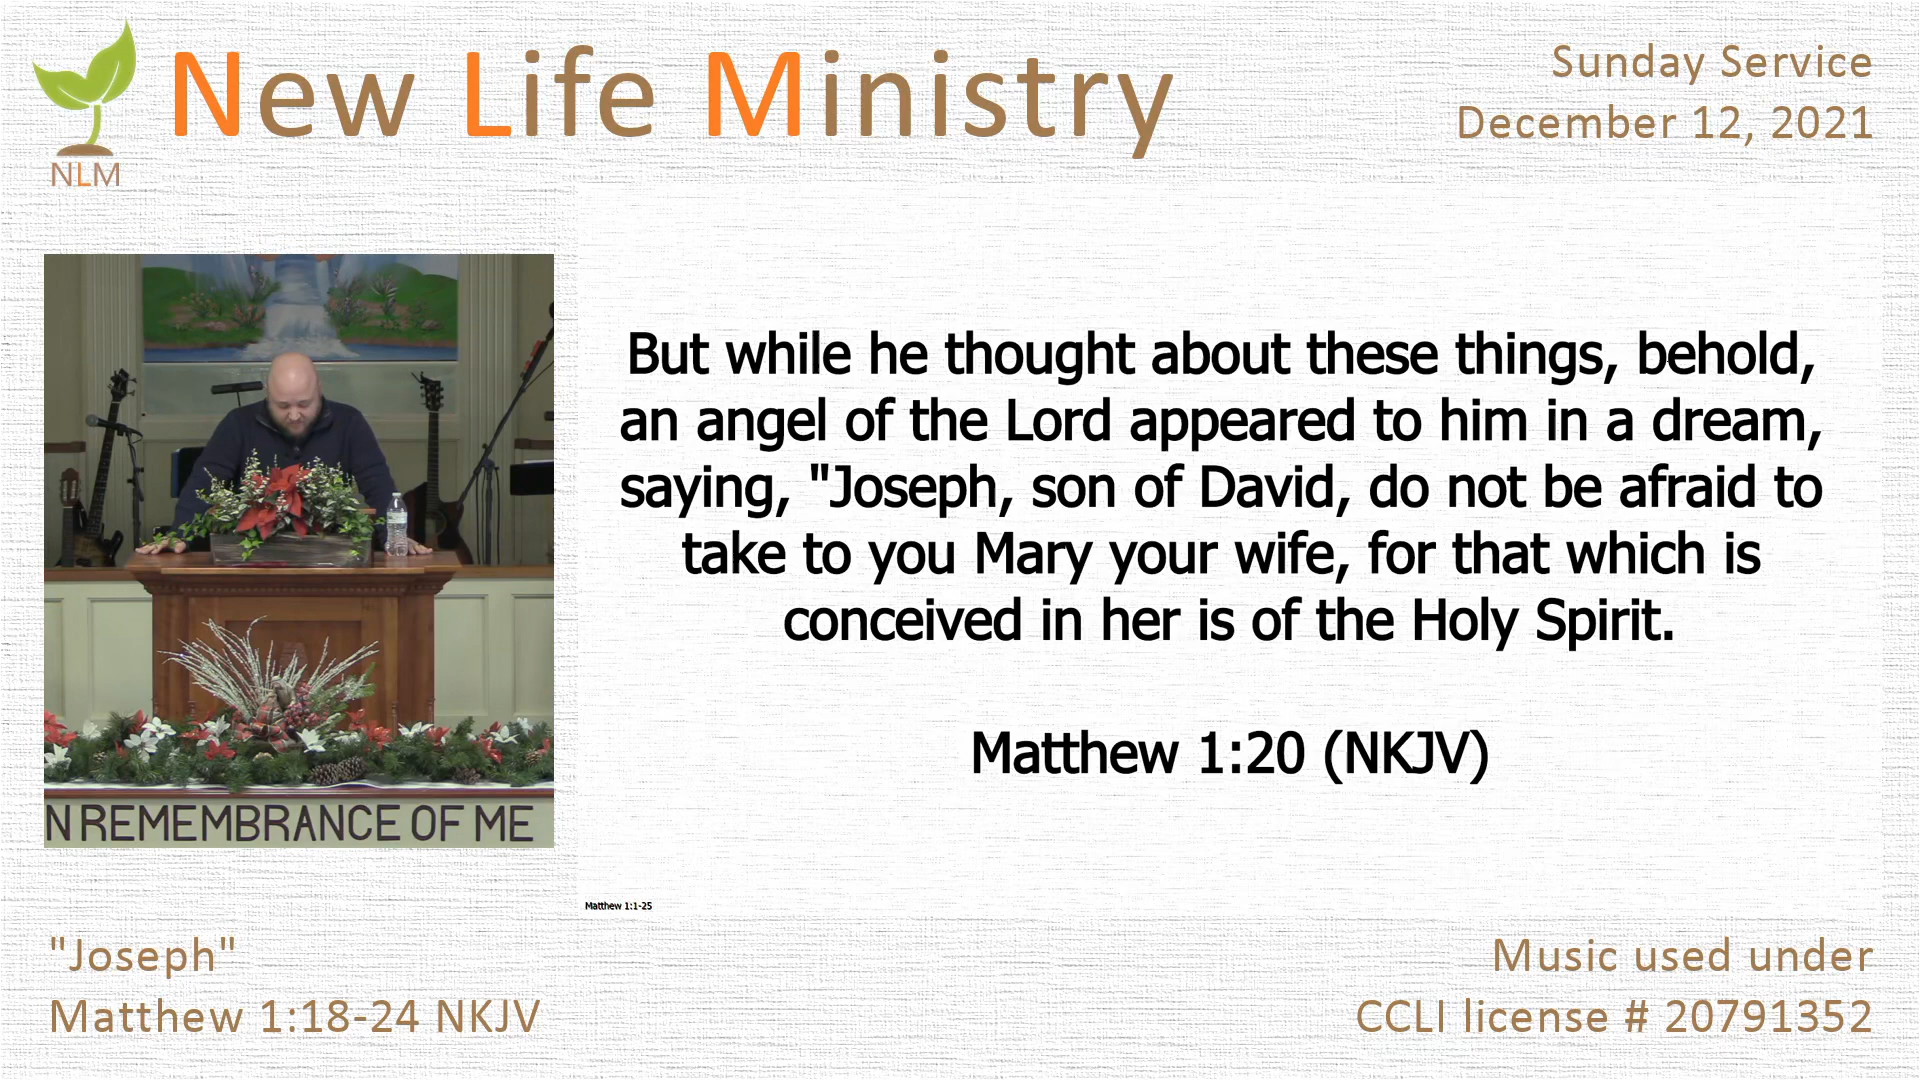 New Life Ministry
NLM
Sunday Service
December 12, 2021
But while he thought about these things, behold,
an angel of the Lord appeared to him in a dream,
saying, "Joseph, son of David, do not be afraid to
take to you Mary your wife, for that which is
conceived in her is of the Holy Spirit.
Matthew 1:20 (NKJV)
N REMEMBRANCE OF ME
Matthew 1:1-25
"Joseph"
Matthew 1:18-24 NKJV
Music used under
CCLI license # 20791352